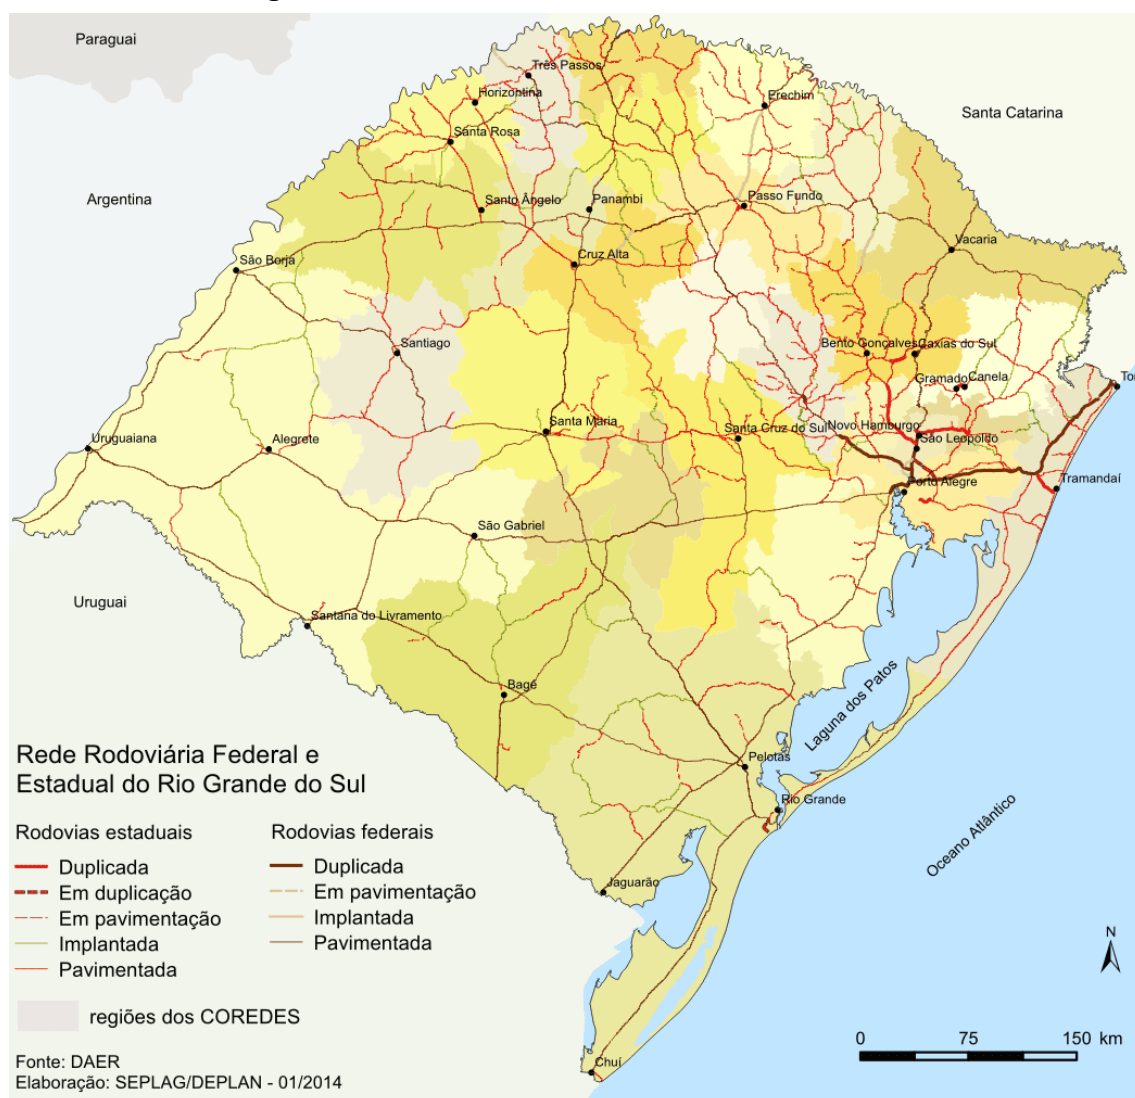 Paraguai
Três Passos
Horizontina
Erechim
Santa Catarina
Santa Rosa
Argentina
Santo Ângelo
Panambi
Passo Fundo
Vacaria
São Borja
Cruz Alta
Santiago
Bento Gonçalves
Caxias do Sul
Gramado
Canela
Tor
Uruguaiana
Alegrete
Santa Maria
Santa Cruz do Sul
Novo Hamburgo
São Leopoldo
Porto Alegre
Tramandaí
São Gabriel
Uruguai
Santana do Livramento
Bagé
Laguna dos Patos
Pelotas
Rio Grande
Oceano Atlântico
Jaguarão
Chuí
Rede Rodoviária Federal e
Estadual do Rio Grande do Sul
Rodovias estaduais
Duplicada
Em duplicação
Em pavimentação
Implantada
Pavimentada
Rodovias federais
Duplicada
Em pavimentação
Implantada
Pavimentada
regiões dos COREDES
Fonte: DAER
Elaboração: SEPLAG/DEPLAN - 01/2014
N
0 75 150 km